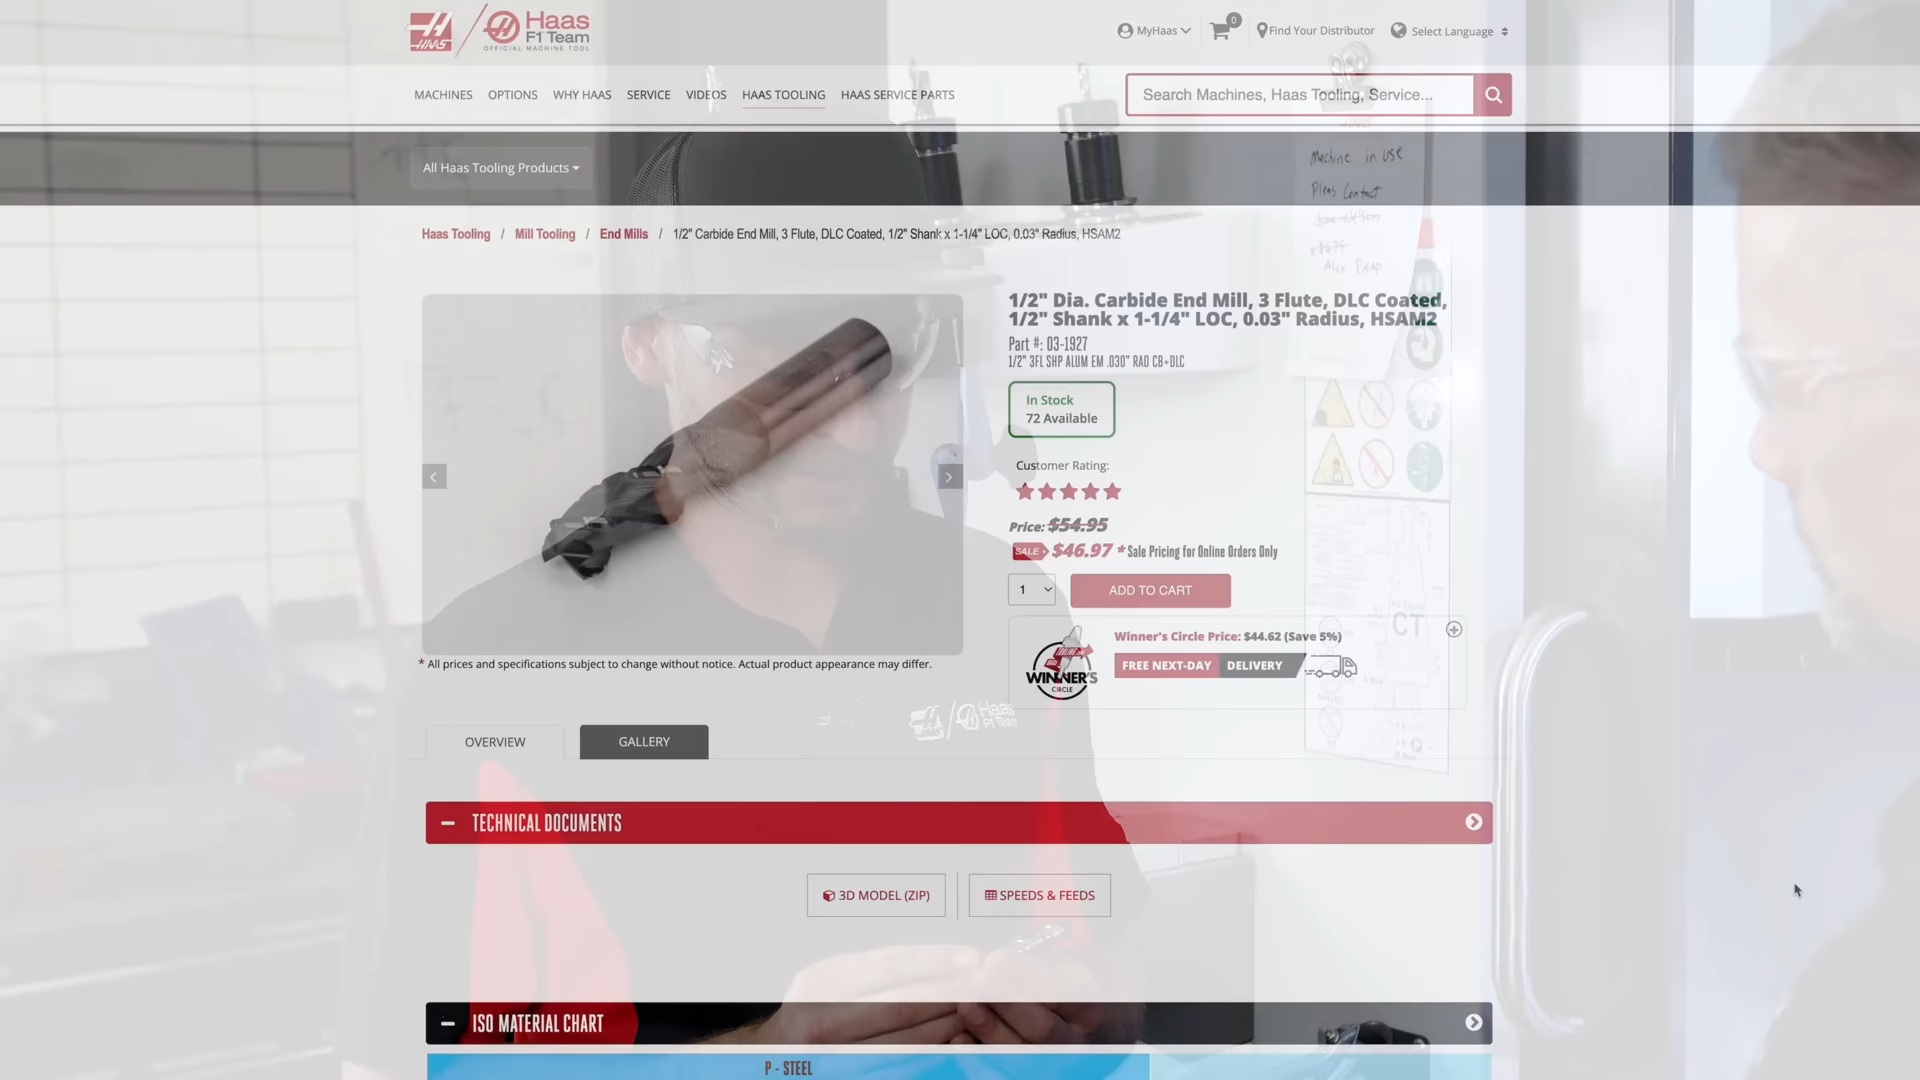 HAAS
Haas
F1 Team
OFFICIAL MACHINE TOOL
MyHaas
0
Find Your Distributor
Select Language
MACHINES
OPTIONS
WHY HAAS
SERVICE
VIDEOS
HAAS TOOLING
HAAS SERVICE PARTS
Search Machines, Haas Tooling, Service...
All Haas Tooling Products
Machine in use
Pleas Contact
Haas Tooling / Mill Tooling / End Mills / 1/2" Carbide End Mill, 3 Flute, DLC Coated, 1/2" Shank x 1-1/4" LOC, 0.03" Radius, HSAM2
1/2" Dia. Carbide End Mill, 3 Flute, DLC Coated,
1/2" Shank x 1-1/4" LOC, 0.03" Radius, HSAM2
Part #: 03-1927
1/2" 3FL SHP ALUM EM .030" RAD CB+DLC
In Stock
72 Available
Customer Rating:
Price: $54.95
SALE $46.97 * Sale Pricing for Online Orders Only
1
ADD TO CART
CT
Winner's Circle Price: $44.62 (Save 5%)
FREE NEXT-DAY DELIVERY
WINNER'S
CIRCLE
* All prices and specifications subject to change without notice. Actual product appearance may differ.
Haas
F1 Team
OVERVIEW
GALLERY
TECHNICAL DOCUMENTS
3D MODEL (ZIP)
SPEEDS & FEEDS
ISO MATERIAL CHART
P - STEEL